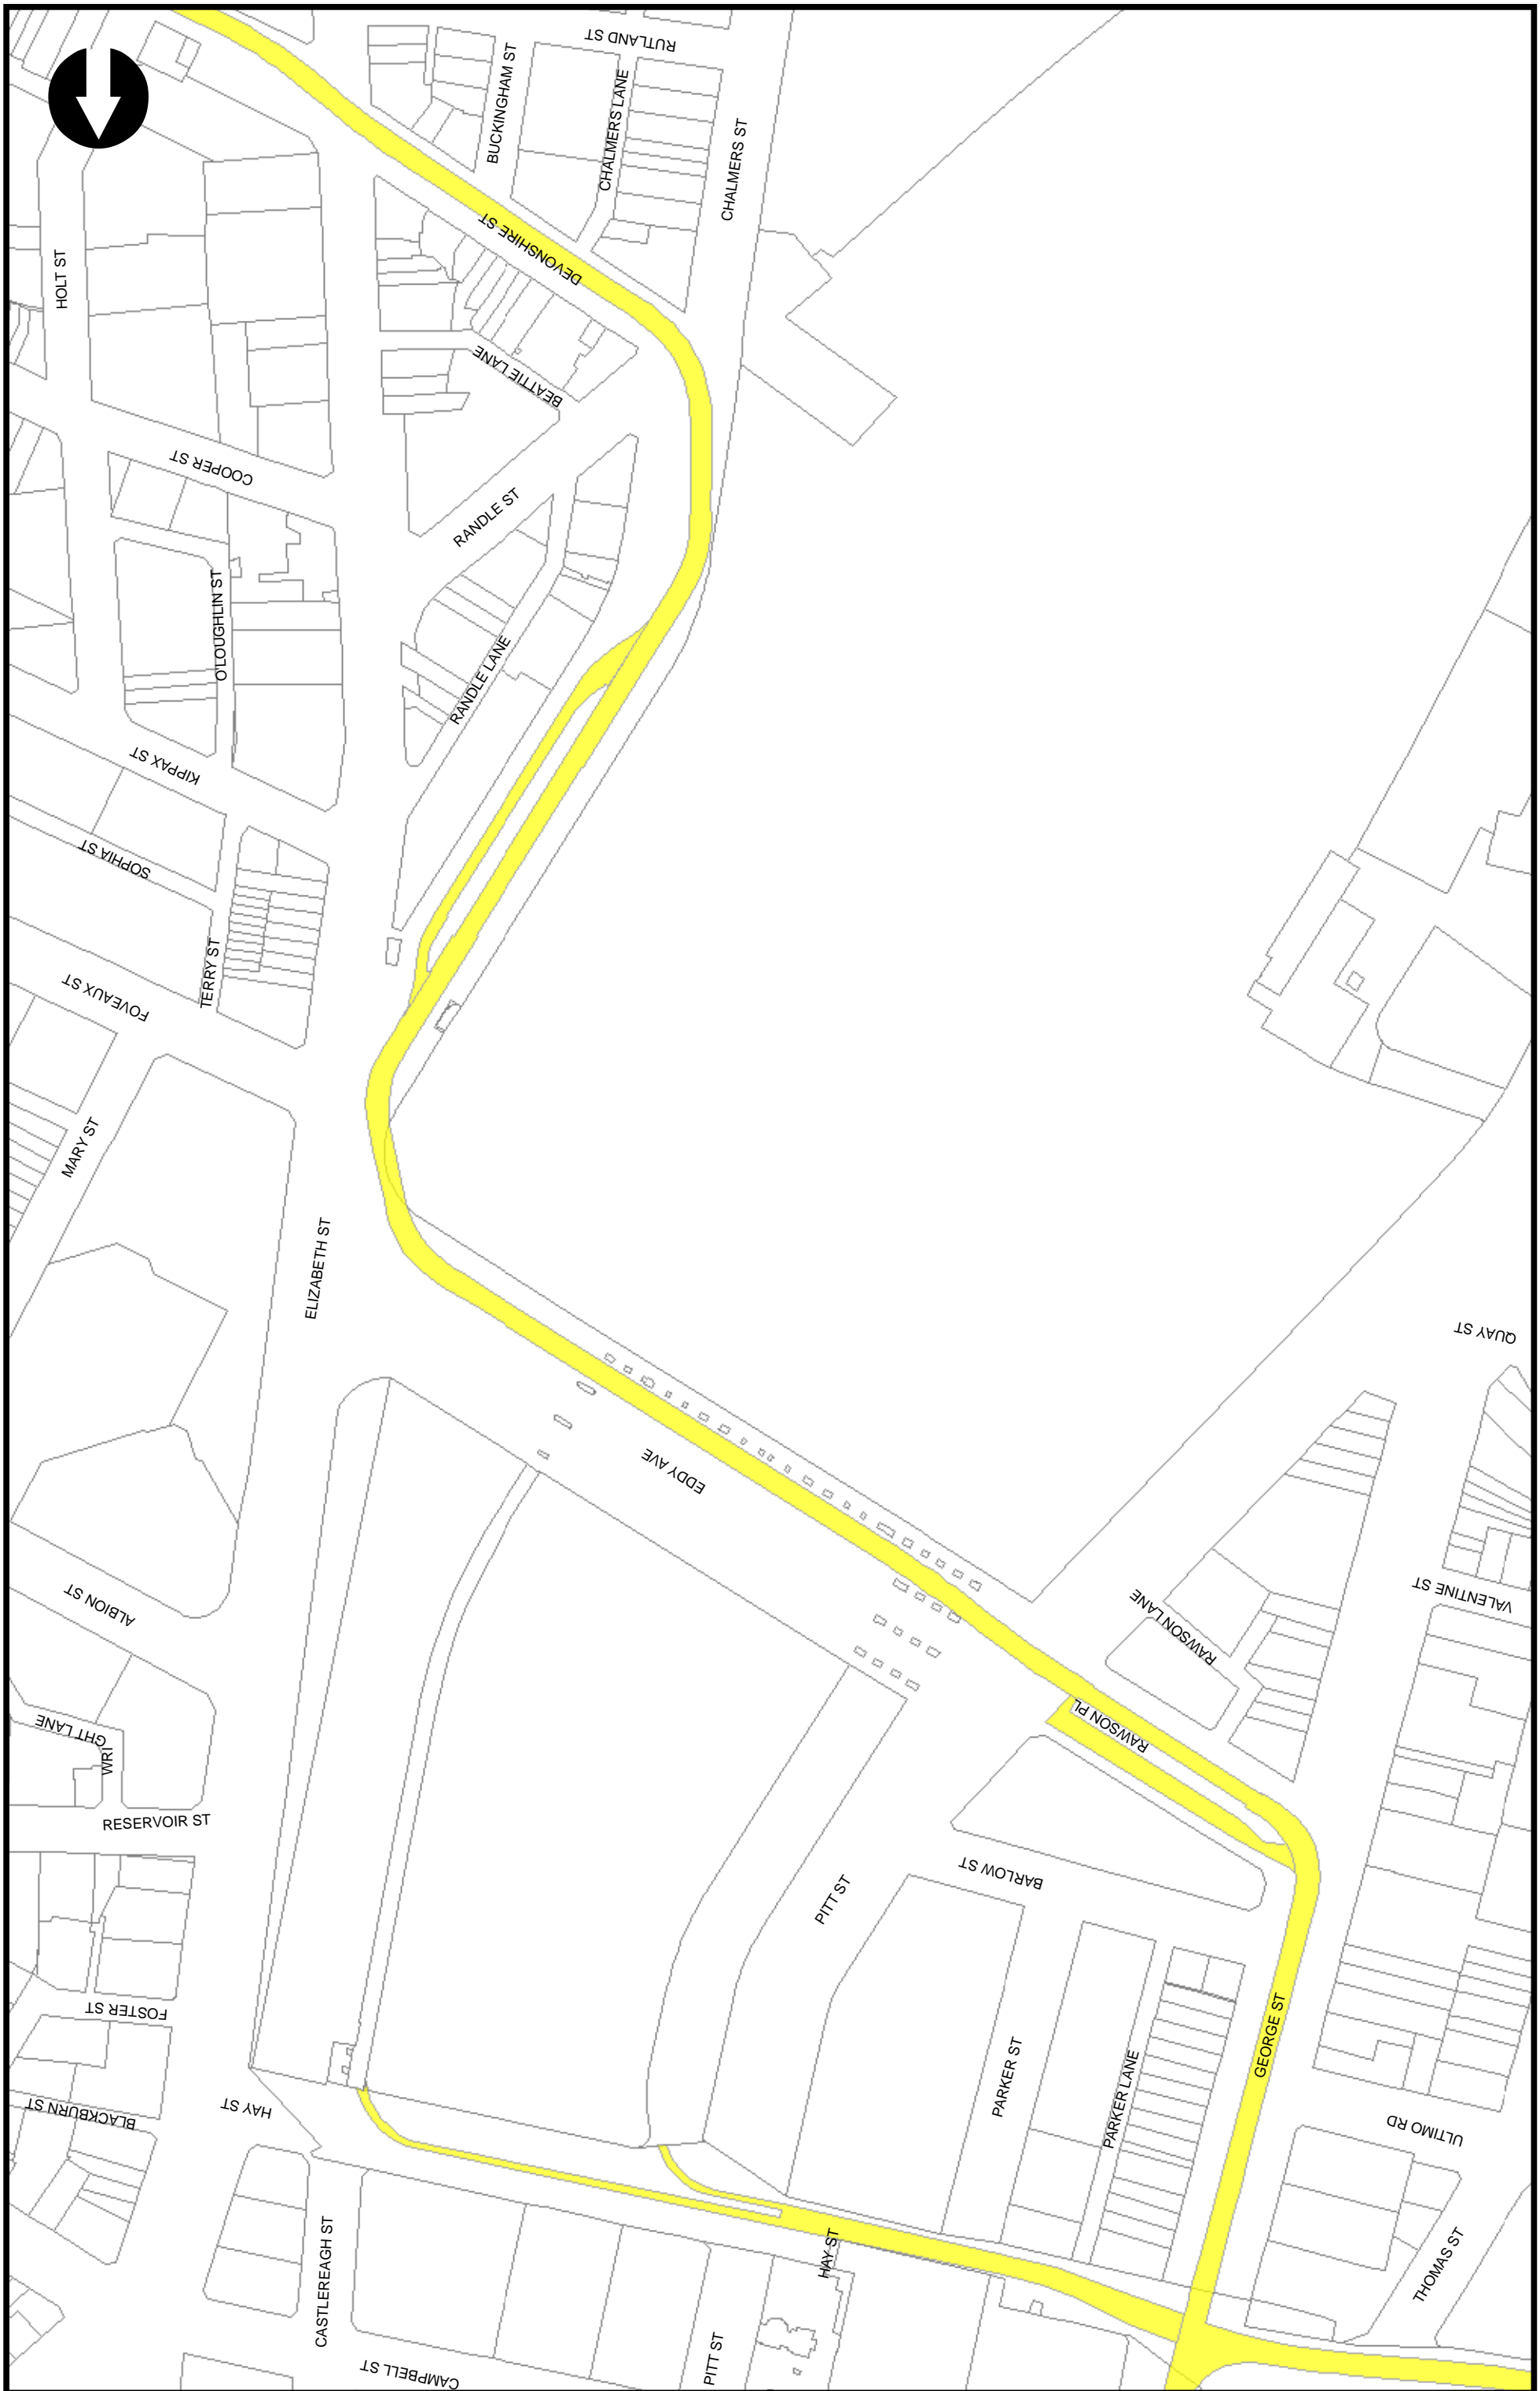 RUTLAND ST
BUCKINGHAM ST
CHALMERS LANE
CHALMERS ST
DEVONSHIRE ST
HOLT ST
BEATTIE LANE
COOPER ST
RANDLE ST
O'LOUGHLIN ST
RANDLE LANE
KIPPAX ST
SOPHIA ST
TERRY ST
FOVEAUX ST
MARY ST
ELIZABETH ST
QUAY ST
EDDY AVE
ALBION ST
VALENTINE ST
RAWSON LANE
RAWSON PL
WRI
GHT LANE
RESERVOIR ST
BARLOW ST
PITT ST
FOSTER ST
GEORGE ST
PARKER ST
PARKER LANE
BLACKBURN ST
HAY ST
ULTIMO RD
HAY ST
THOMAS ST
CASTLEREAGH ST
PITT ST
CAMPBELL ST